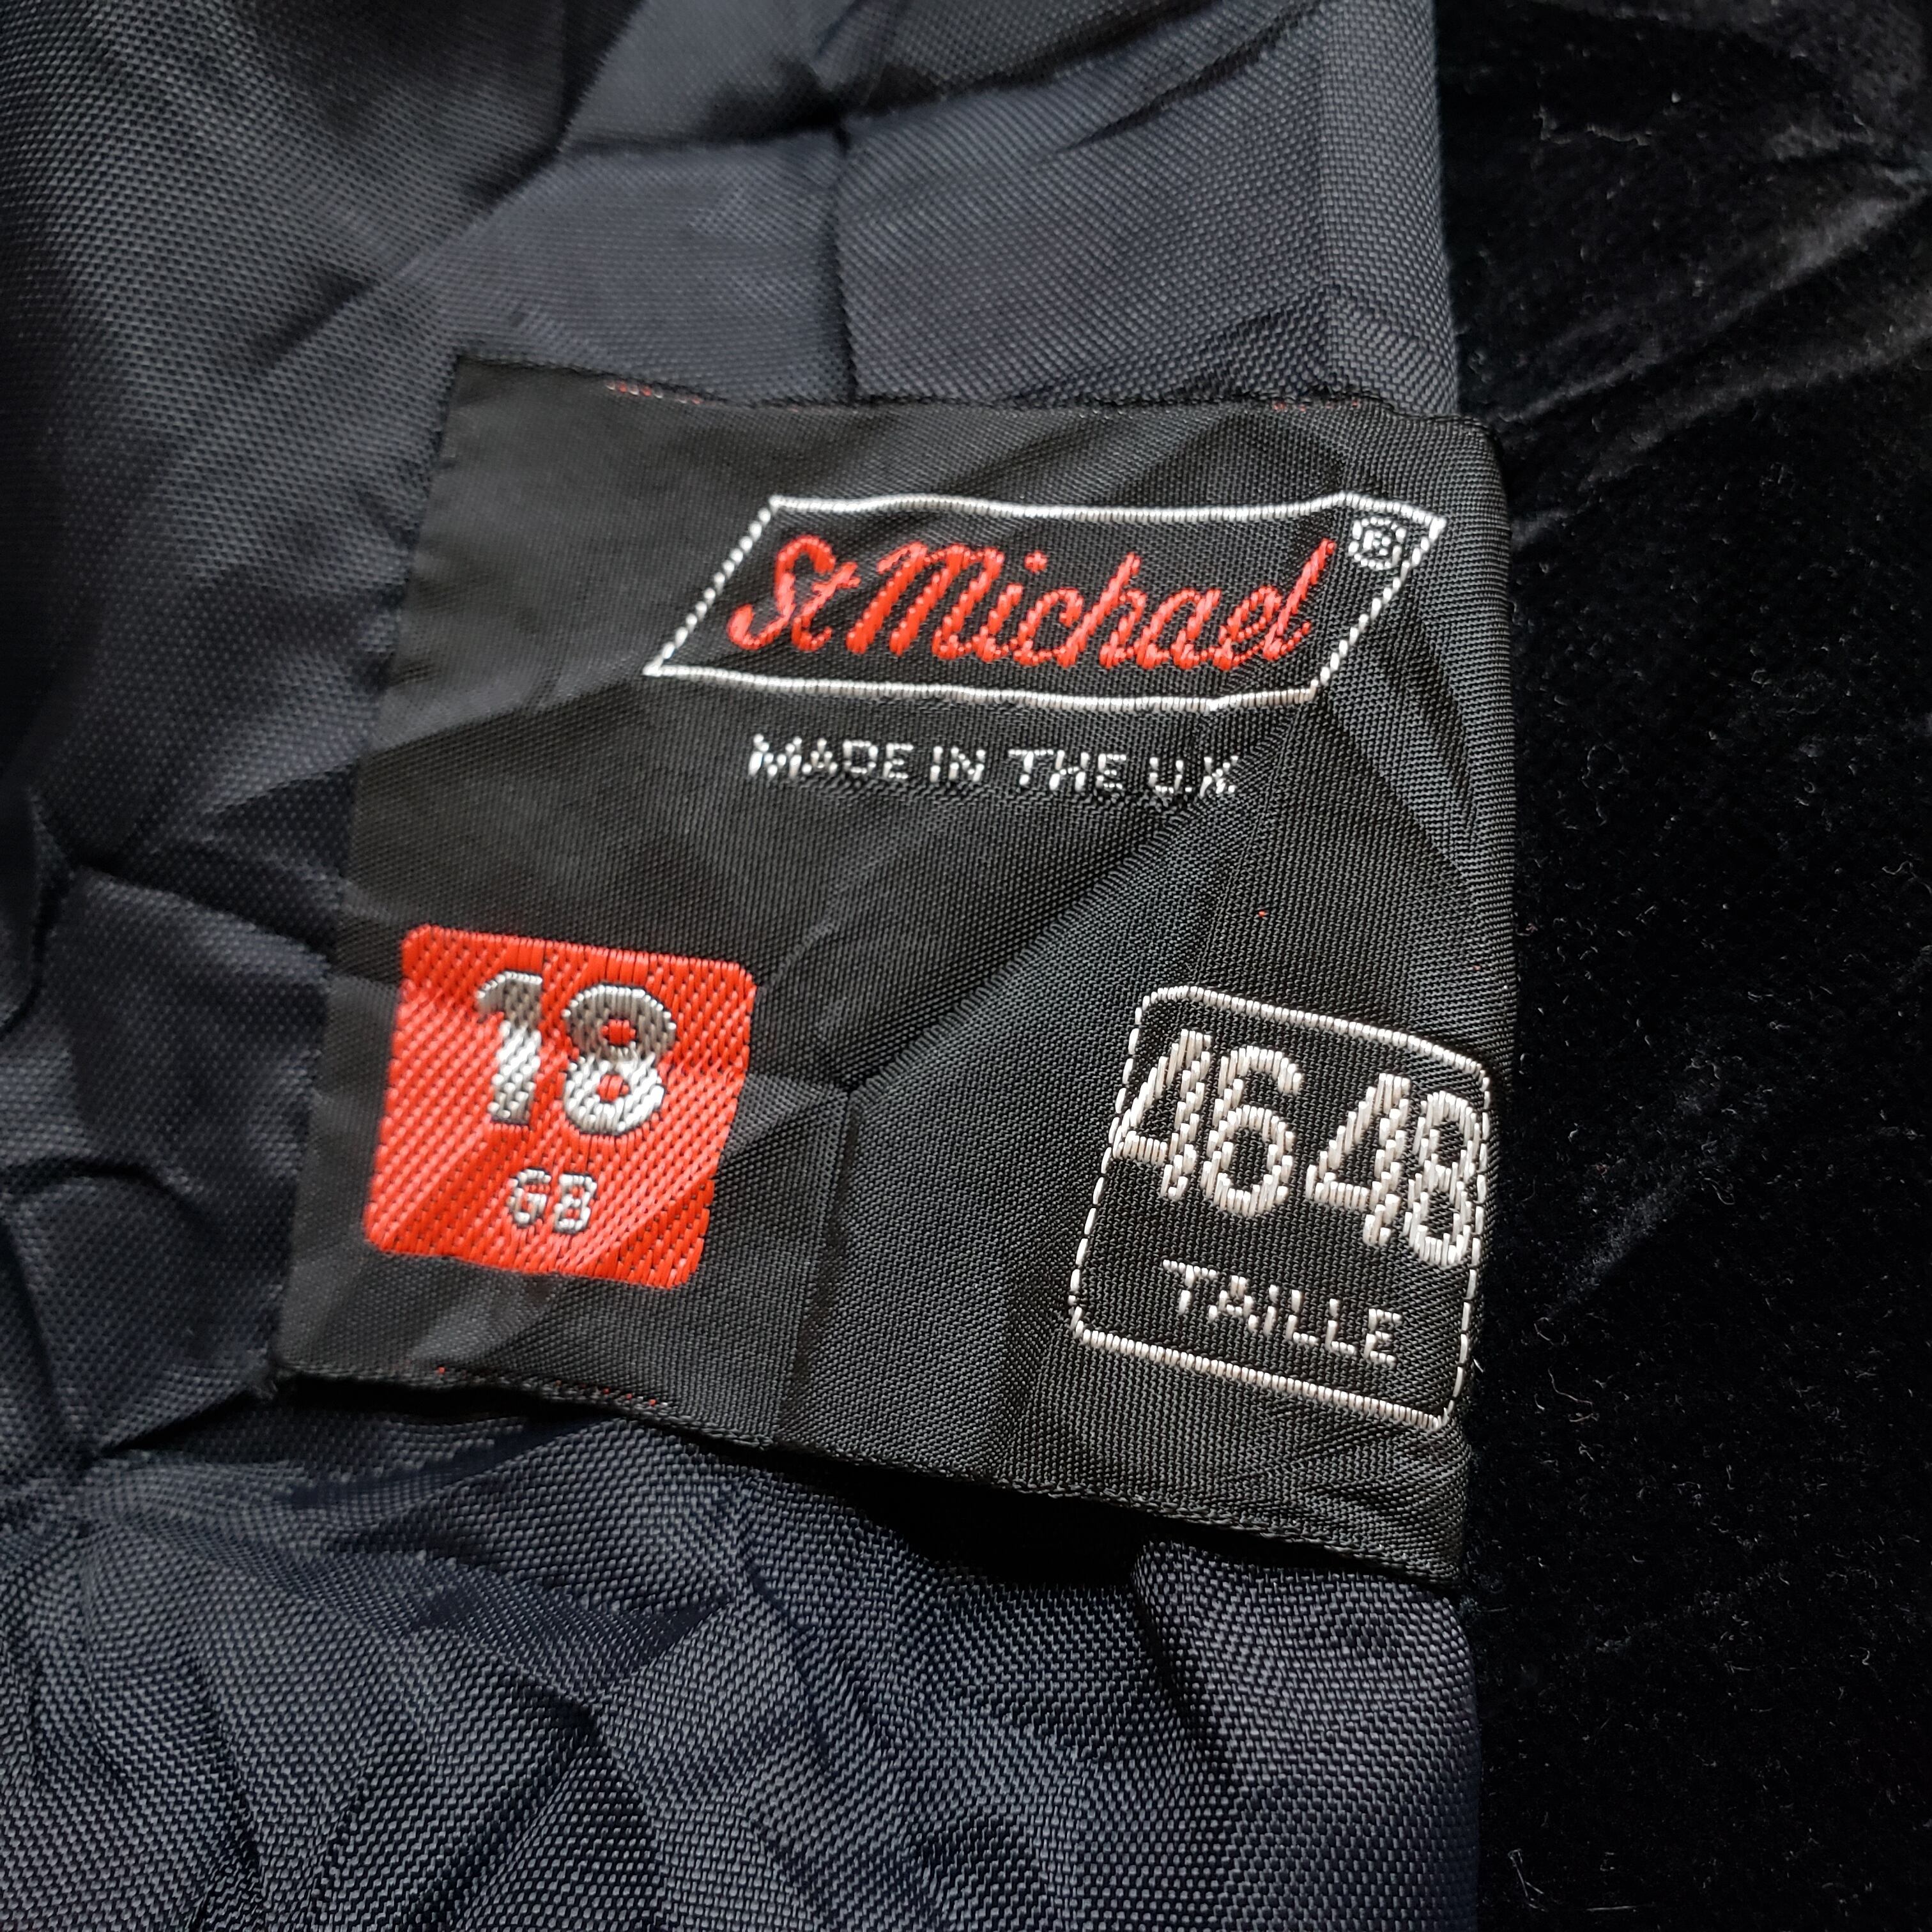 St Michael ®
MADE IN THE U.K.
18
GB
46 48
TAILLE